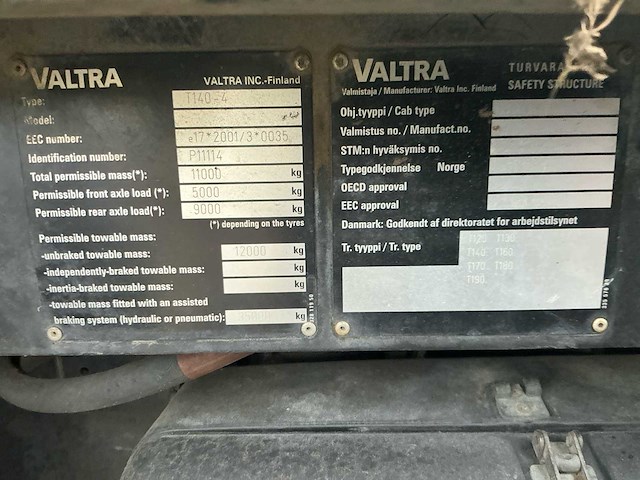 VALTRA
VALTRA INC.-Finland
Type: T140-4
Model:
EEC number: e17*2001/3*0035
Identification number: P11114
Total permissible mass(*): 11000 kg
Permissible front axle load (*): 5000 kg
Permissible rear axle load(*): 9000 kg
(*) depending on the tyres
Permissible towable mass:
-unbraked towable mass: 12000 kg
-independently-braked towable mass: kg
-inertia-braked towable mass: kg
-towable mass fitted with an assisted
braking system (hydraulic or pneumatic): kg
VALTRA
Valmistaja / Manufacturer: Valtra Inc. Finland
SAFETY STRUCTURE
Ohj.tyyppi / Cab type
Valmistus no. / Manufact.no.
STM:n hyväksymis no.
Typegodkjennelse Norge
OECD approval
EEC approval
Danmark: Godkendt af direktoratet for arbejdstilsynet
Tr. tyyppi / Tr. type
T120, T130,
T140, T160,
T170, T180,
T190,